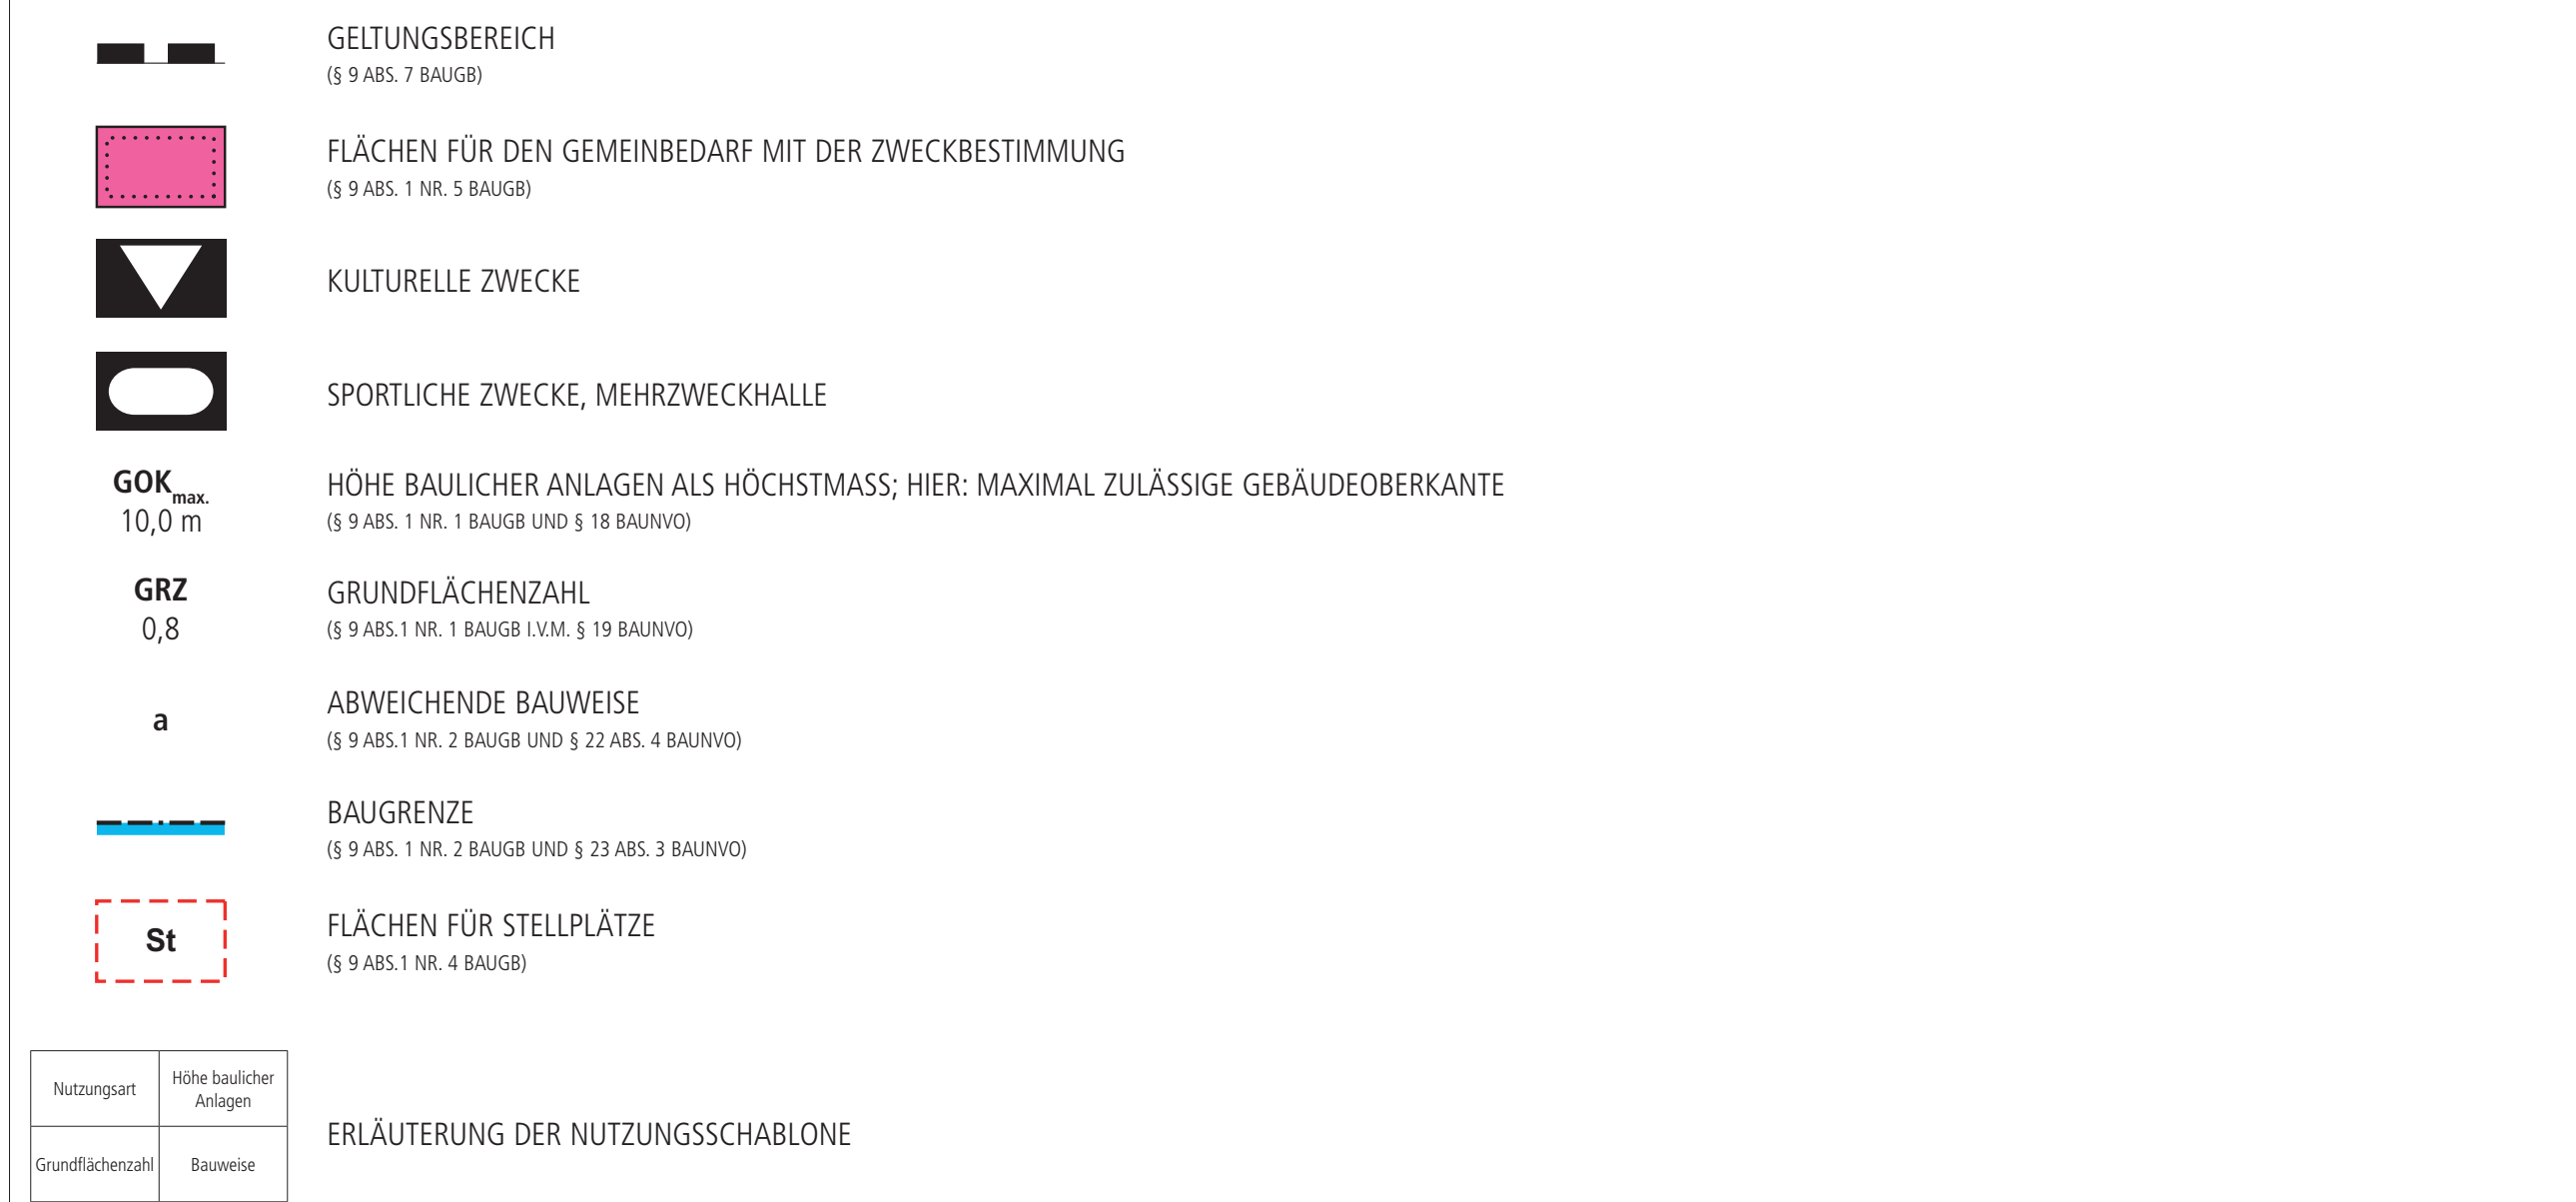 GELTUNGSBEREICH
(§ 9 ABS. 7 BAUGB)
FLÄCHEN FÜR DEN GEMEINBEDARF MIT DER ZWECKBESTIMMUNG
(§ 9 ABS. 1 NR. 5 BAUGB)
KULTURELLE ZWECKE
SPORTLICHE ZWECKE, MEHRZWECKHALLE
GOK max.
10,0 m
HÖHE BAULICHER ANLAGEN ALS HÖCHSTMASS; HIER: MAXIMAL ZULÄSSIGE GEBÄUDEOBERKANTE
(§ 9 ABS. 1 NR. 1 BAUGB UND § 18 BAUNVO)
GRZ
0,8
GRUNDFLÄCHENZAHL
(§ 9 ABS.1 NR. 1 BAUGB I.V.M. § 19 BAUNVO)
a
ABWEICHENDE BAUWEISE
(§ 9 ABS.1 NR. 2 BAUGB UND § 22 ABS. 4 BAUNVO)
BAUGRENZE
(§ 9 ABS. 1 NR. 2 BAUGB UND § 23 ABS. 3 BAUNVO)
St
FLÄCHEN FÜR STELLPLÄTZE
(§ 9 ABS.1 NR. 4 BAUGB)
Nutzungsart
Höhe baulicher
Anlagen
Grundflächenzahl
Bauweise
ERLÄUTERUNG DER NUTZUNGSSCHABLONE